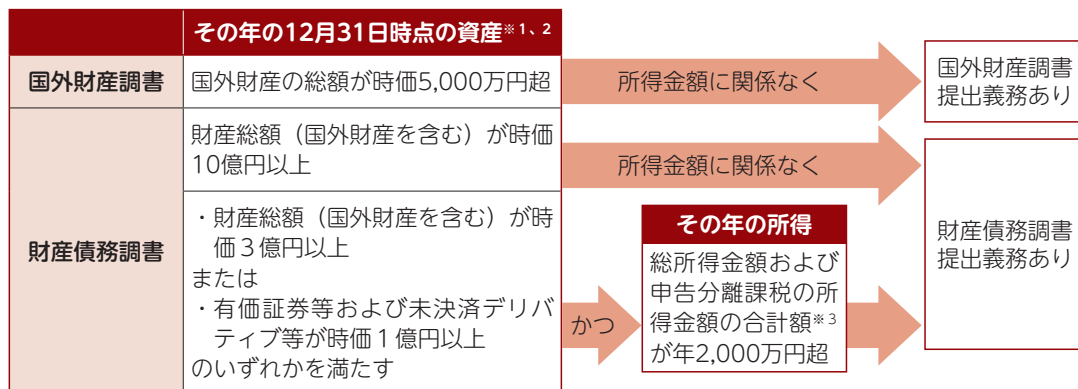 その年の12月31日時点の資産※1、2
国外財産調書
国外財産の総額が時価5,000万円超
所得金額に関係なく
国外財産調書
提出義務あり
財産債務調書
財産総額（国外財産を含む）が時価
10億円以上
所得金額に関係なく
・財産総額（国外財産を含む）が時
価３億円以上
または
・有価証券等および未決済デリバ
ティブ等が時価１億円以上
のいずれかを満たす
かつ
その年の所得
総所得金額および
申告分離課税の所
得金額の合計額※3
が年2,000万円超
財産債務調書
提出義務あり